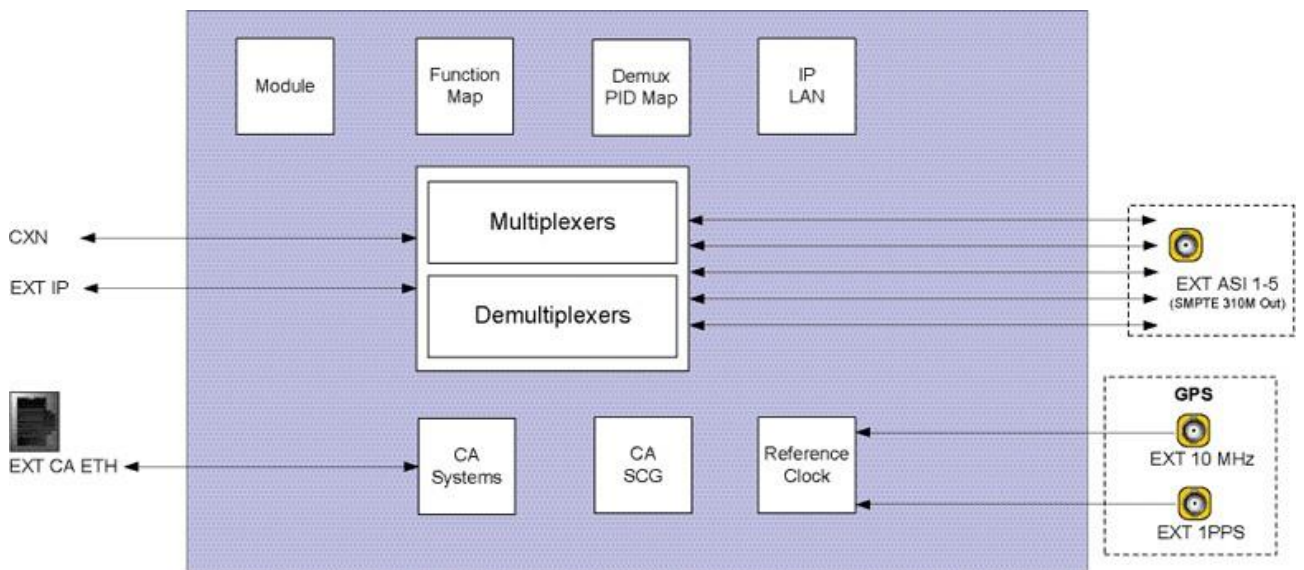 Module
Function
Map
Demux
PID Map
IP
LAN
Multiplexers
Demultiplexers
CXN
EXT IP
EXT ASI 1-5
(SMPTE 310M Out)
EXT CA ETH
CA
Systems
CA
SCG
Reference
Clock
GPS
EXT 10 MHz
EXT 1PPS